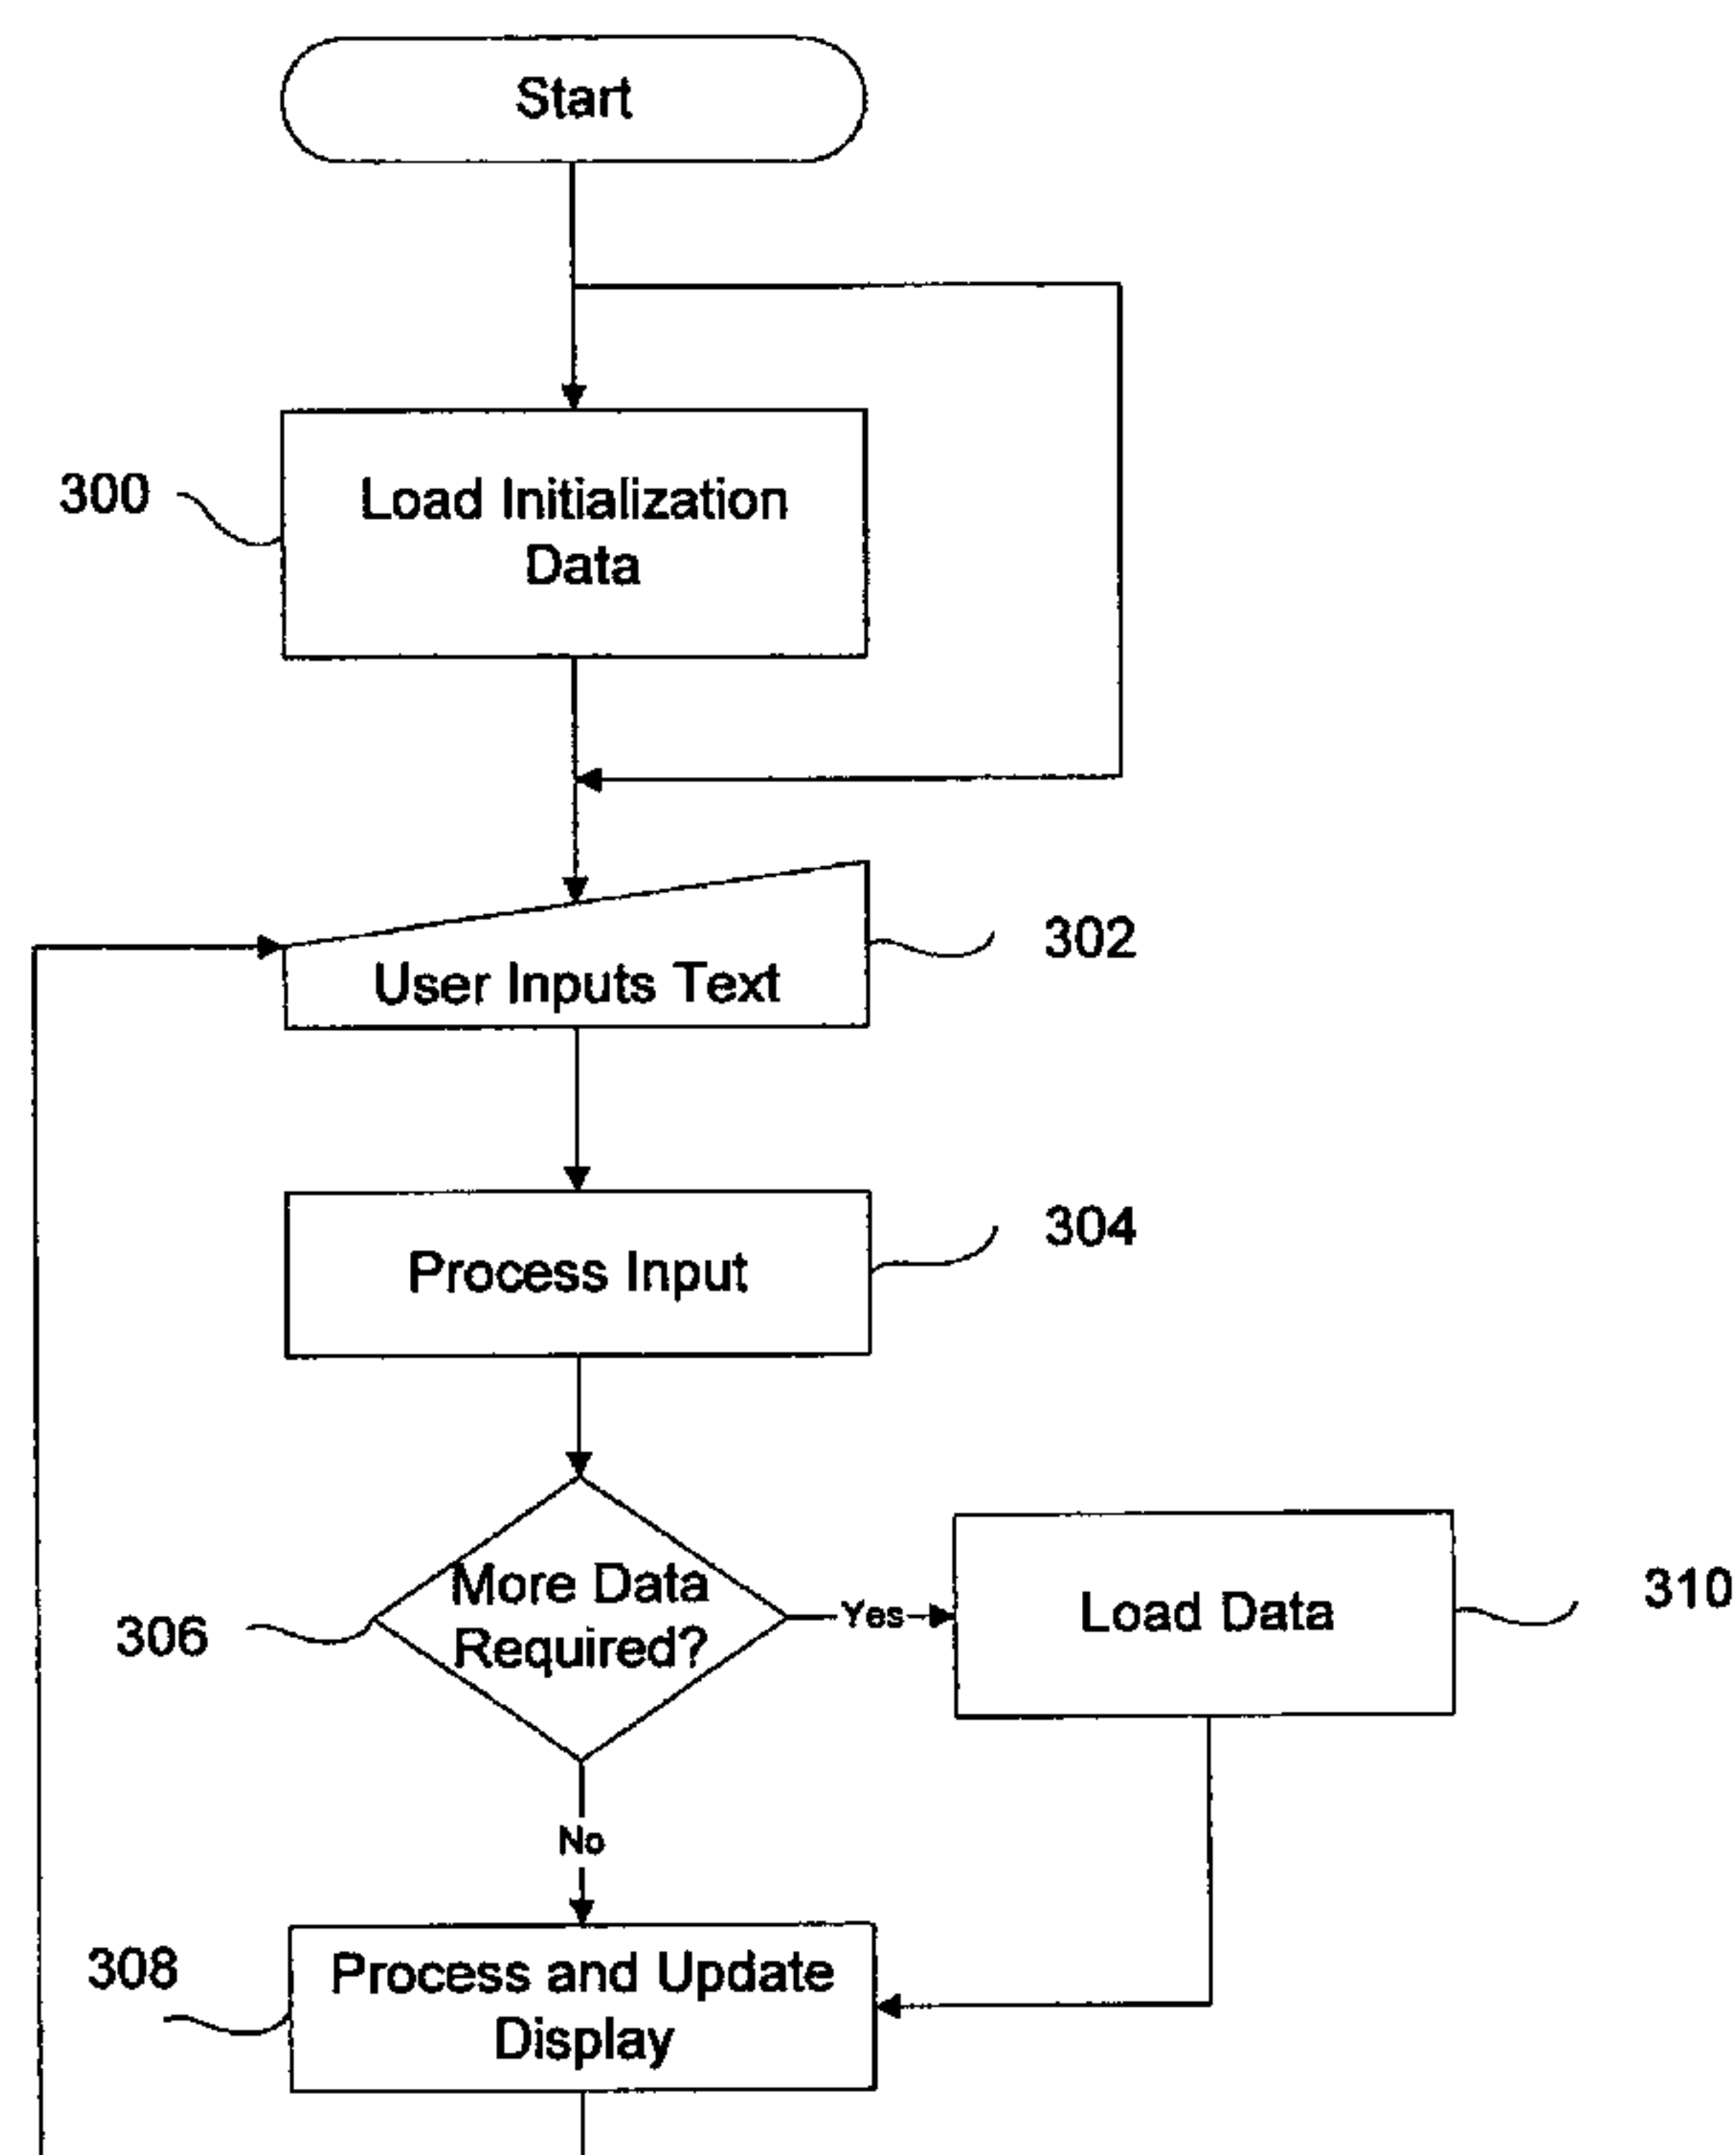 Start
300
Load Initialization
Data
302
User Inputs Text
304
Process Input
306
More Data
Required?
Yes
Load Data
310
No
308
Process and Update
Display